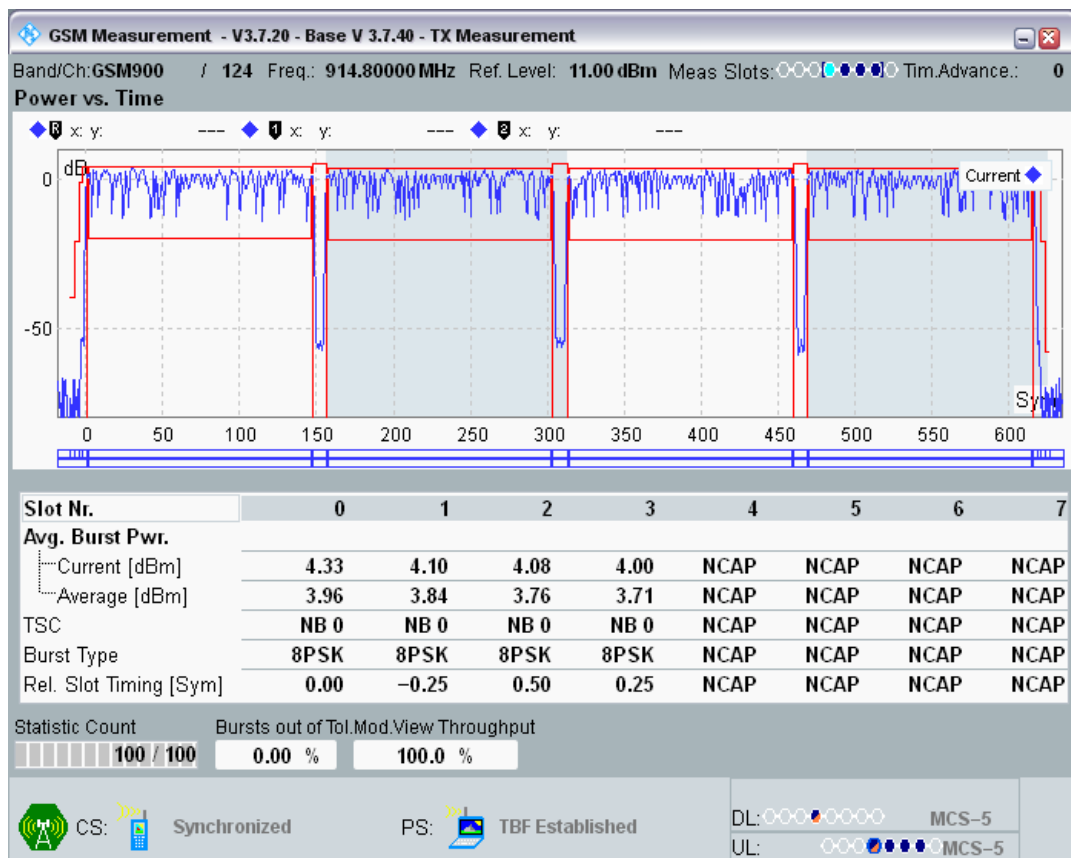 GSM Measurement - V3.7.20 - Base V 3.7.40 - TX Measurement
Band/Ch:GSM900 / 124 Freq.: 914.80000 MHz Ref. Level: 11.00 dBm Meas Slots: Tim.Advance.: 0
Power vs. Time
R x: y: --- 1 x: y: --- 2 x: y: ---
dB
Current
0
-50
Sym
0 50 100 150 200 250 300 350 400 450 500 550 600
Slot Nr. 0 1 2 3 4 5 6 7
Avg. Burst Pwr.
Current [dBm] 4.33 4.10 4.08 4.00 NCAP NCAP NCAP NCAP
Average [dBm] 3.96 3.84 3.76 3.71 NCAP NCAP NCAP NCAP
TSC NB 0 NB 0 NB 0 NB 0 NCAP NCAP NCAP NCAP
Burst Type 8PSK 8PSK 8PSK 8PSK NCAP NCAP NCAP NCAP
Rel. Slot Timing [Sym] 0.00 −0.25 0.50 0.25 NCAP NCAP NCAP NCAP
Statistic Count Bursts out of Tol.Mod.View Throughput
100 / 100 0.00 % 100.0 %
CS: Synchronized PS: TBF Established
DL: MCS−5
UL: MCS−5